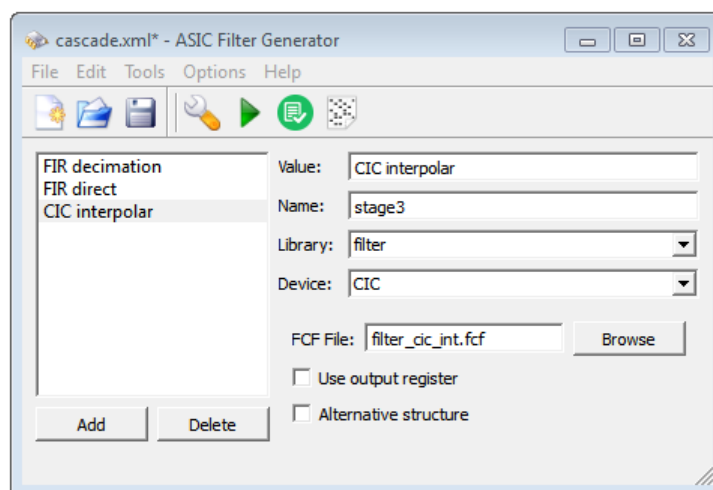 cascade.xml* - ASIC Filter Generator
File Edit Tools Options Help
FIR decimation
FIR direct
CIC interpolar
Value: CIC interpolar
Name: stage3
Library: filter
Device: CIC
FCF File: filter_cic_int.fcf Browse
Use output register
Alternative structure
Add Delete